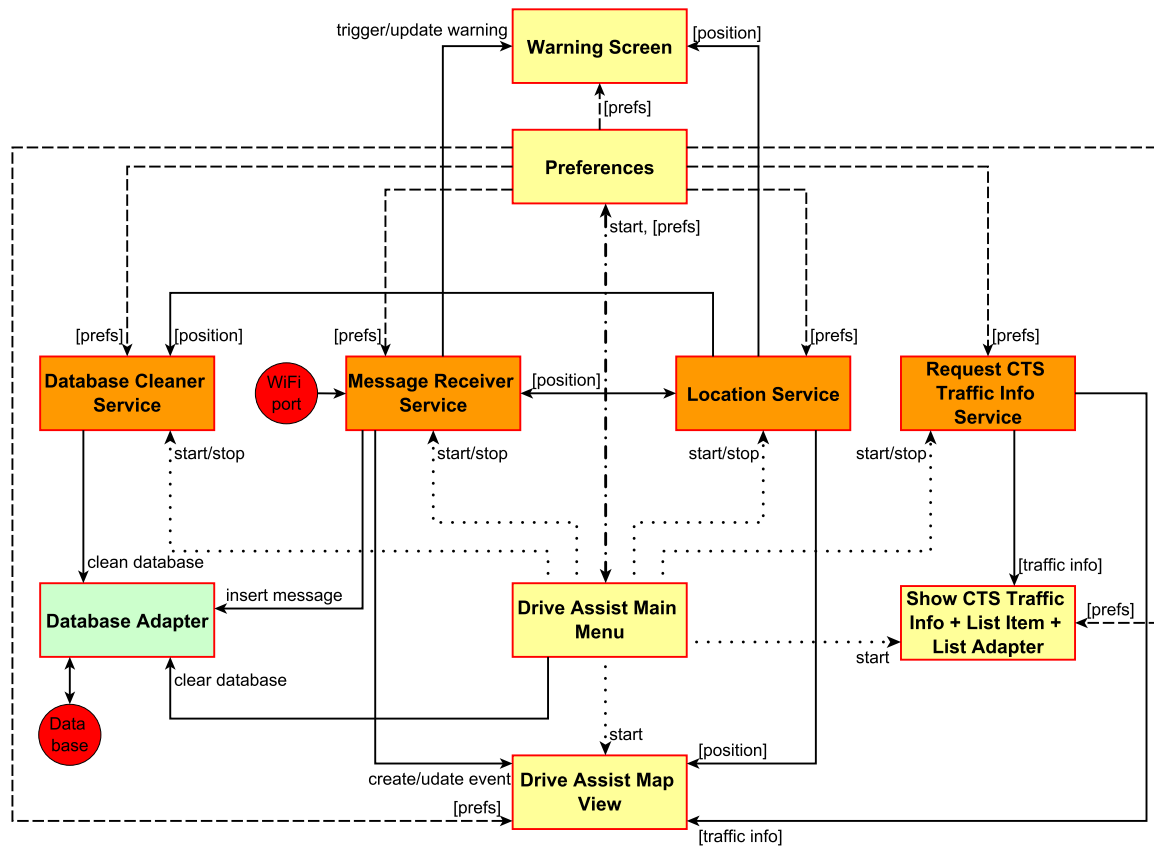 trigger/update warning
Warning Screen
[position]
[prefs]
Preferences
start, [prefs]
[prefs]
[position]
[prefs]
[prefs]
[prefs]
Database Cleaner
Service
WiFi
port
Message Receiver
Service
[position]
Location Service
Request CTS
Traffic Info
Service
start/stop
start/stop
start/stop
start/stop
clean database
[traffic info]
Database Adapter
insert message
Drive Assist Main
Menu
Show CTS Traffic
Info + List Item +
List Adapter
[prefs]
start
clear database
Data
base
start
[position]
create/udate event
Drive Assist Map
View
[prefs]
[traffic info]